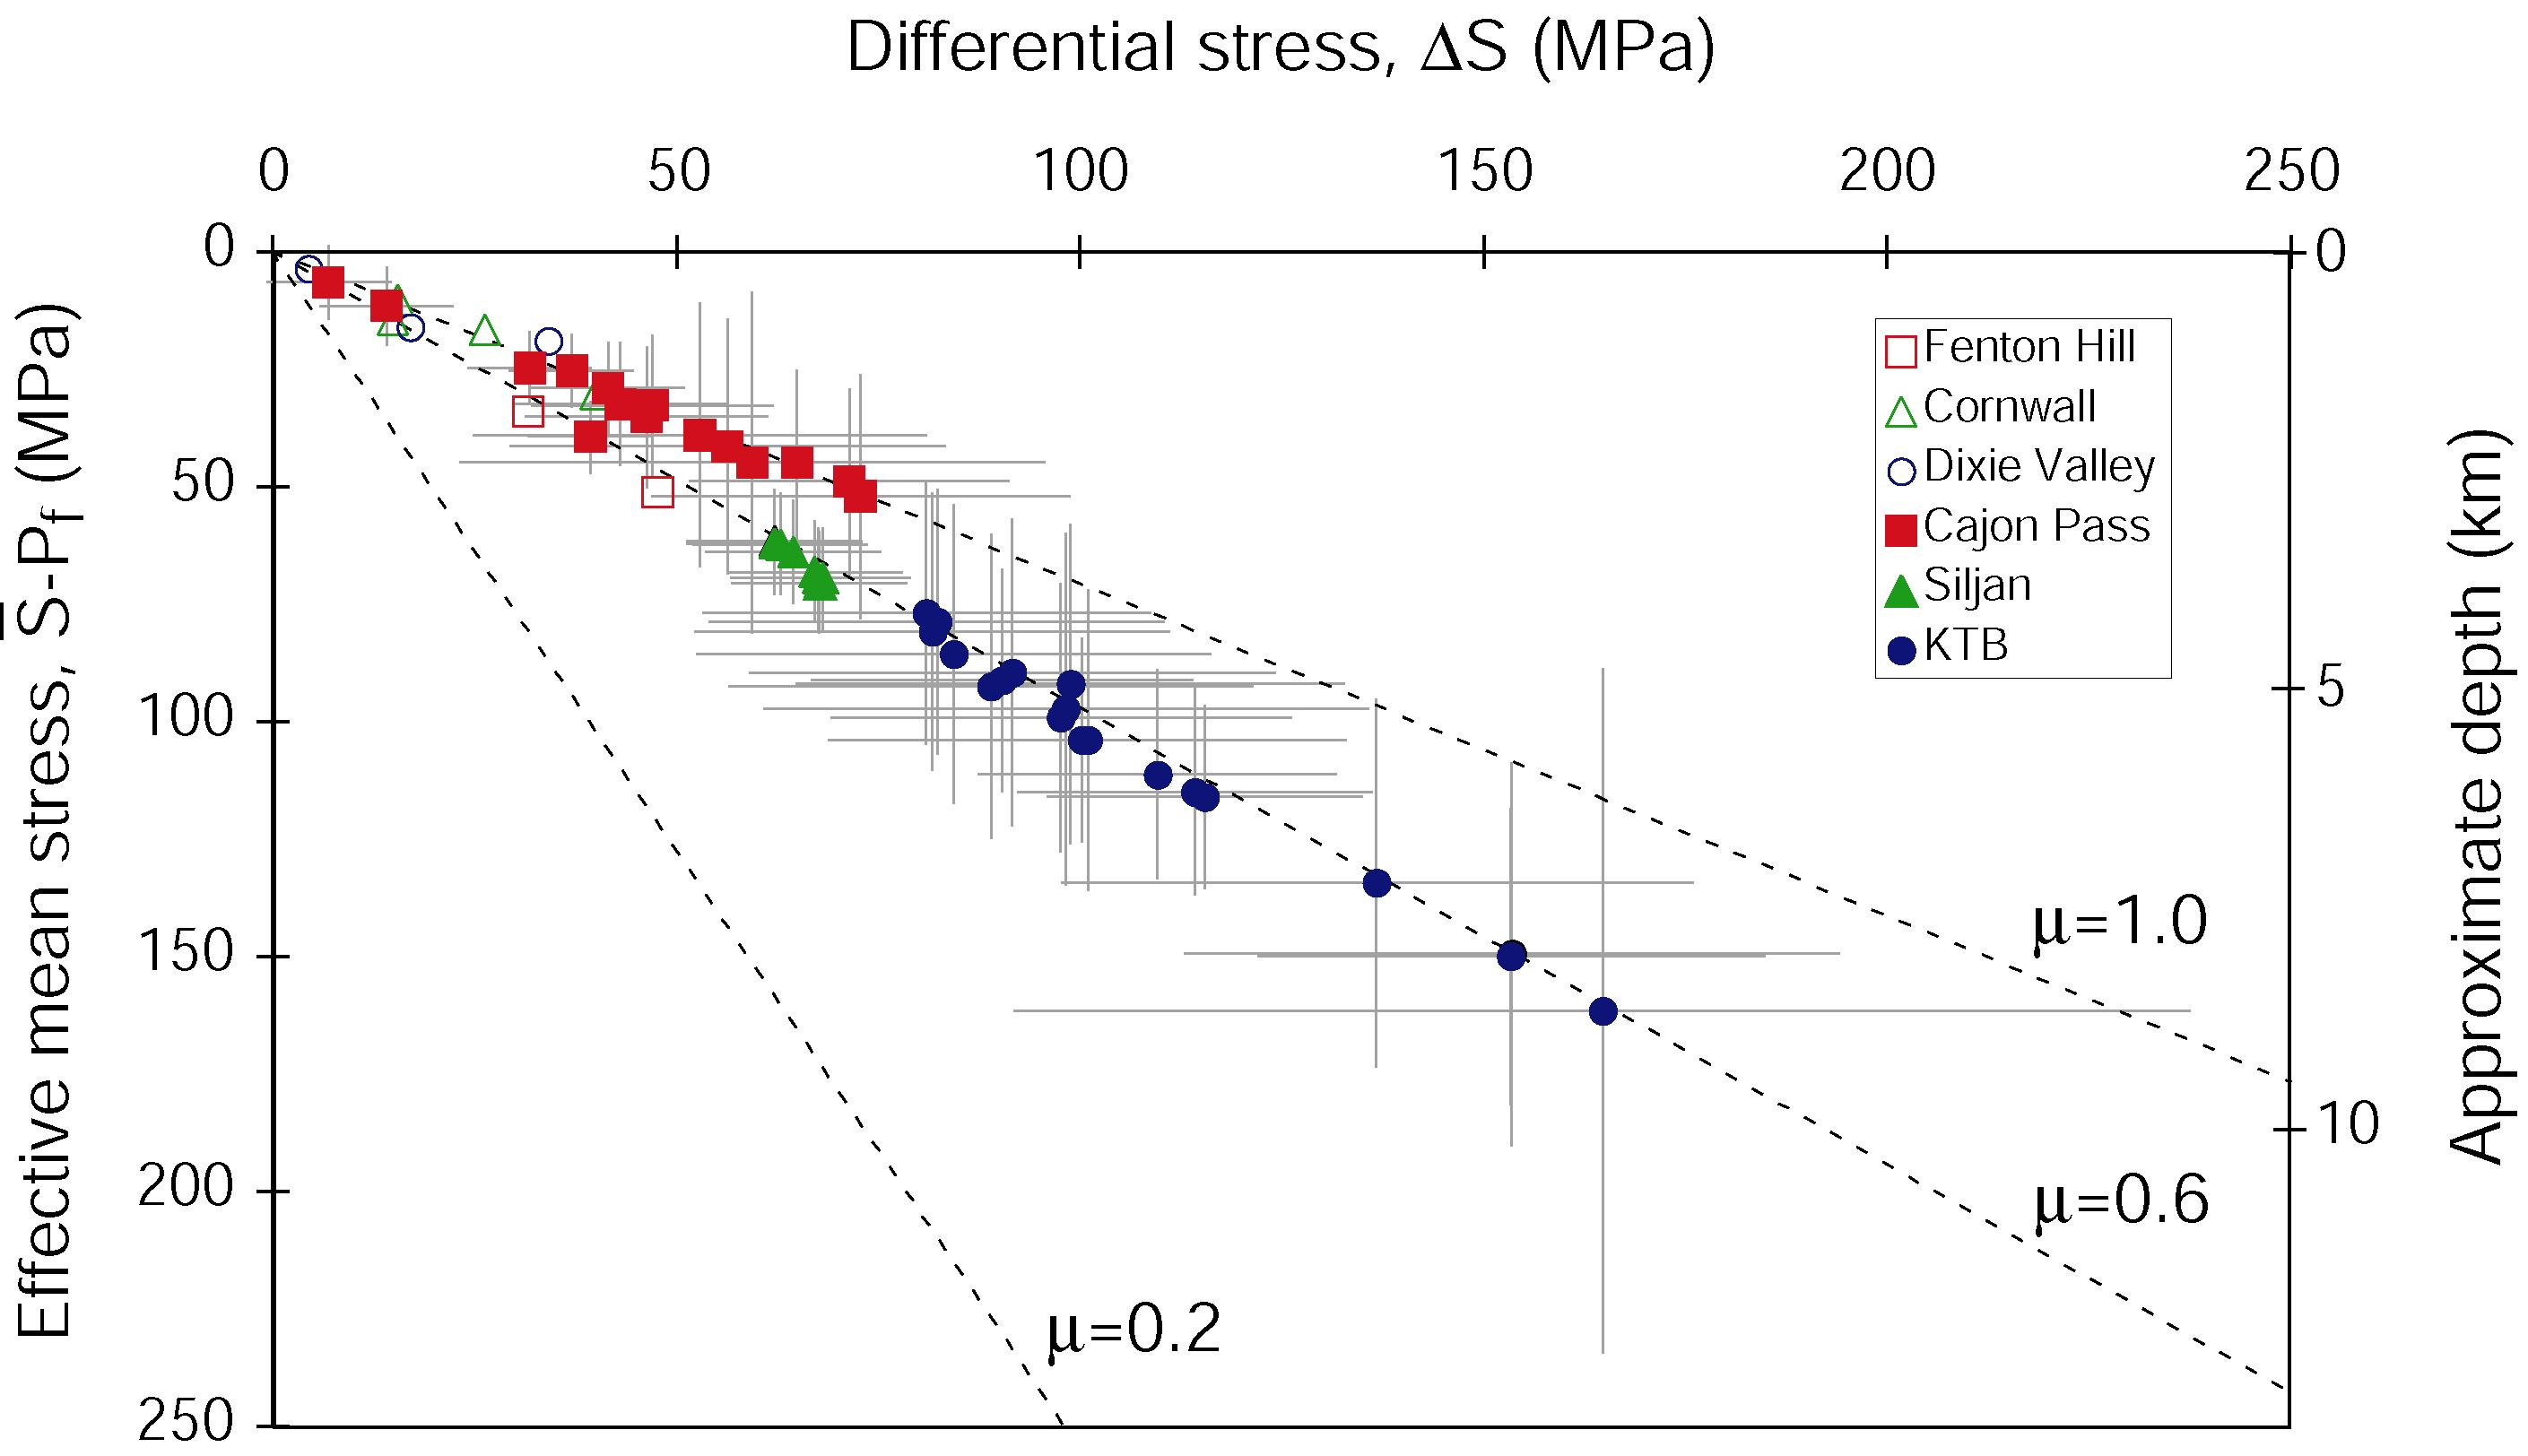 Differential stress, ΔS (MPa)
0 50 100 150 200 250
Effective mean stress, S̅-Pf (MPa)
0
50
100
150
200
250
Approximate depth (km)
0
5
10
Fenton Hill
Cornwall
Dixie Valley
Cajon Pass
Siljan
KTB
μ=1.0
μ=0.6
μ=0.2